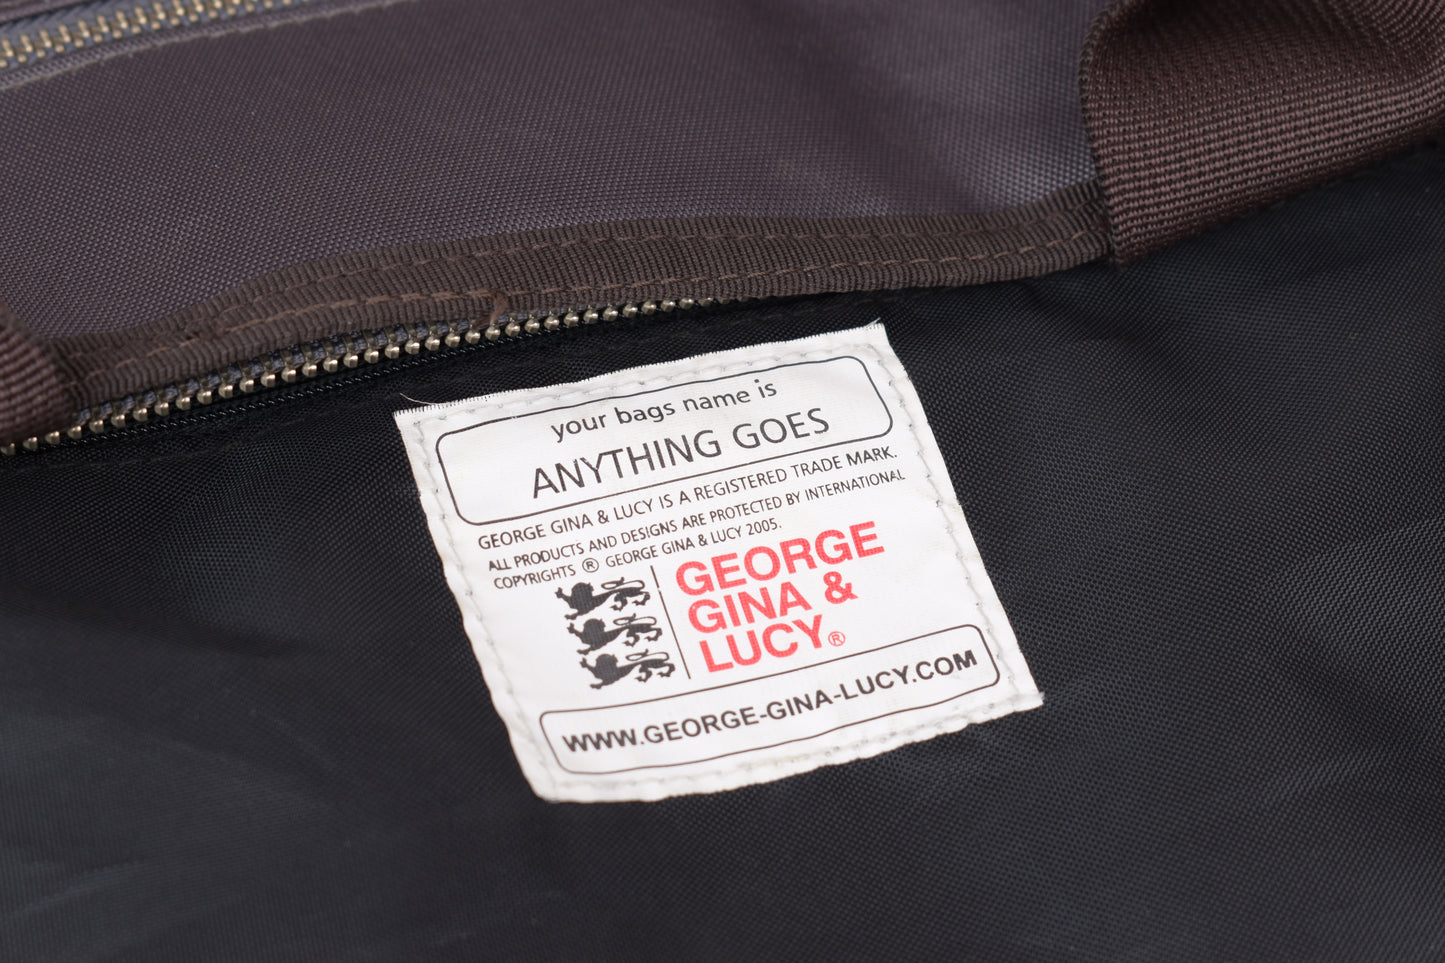 your bags name is
ANYTHING GOES
GEORGE GINA & LUCY IS A REGISTERED TRADE MARK.
ALL PRODUCTS AND DESIGNS ARE PROTECTED BY INTERNATIONAL
COPYRIGHTS ® GEORGE GINA & LUCY 2005.
GEORGE
GINA &
LUCY®
WWW.GEORGE-GINA-LUCY.COM